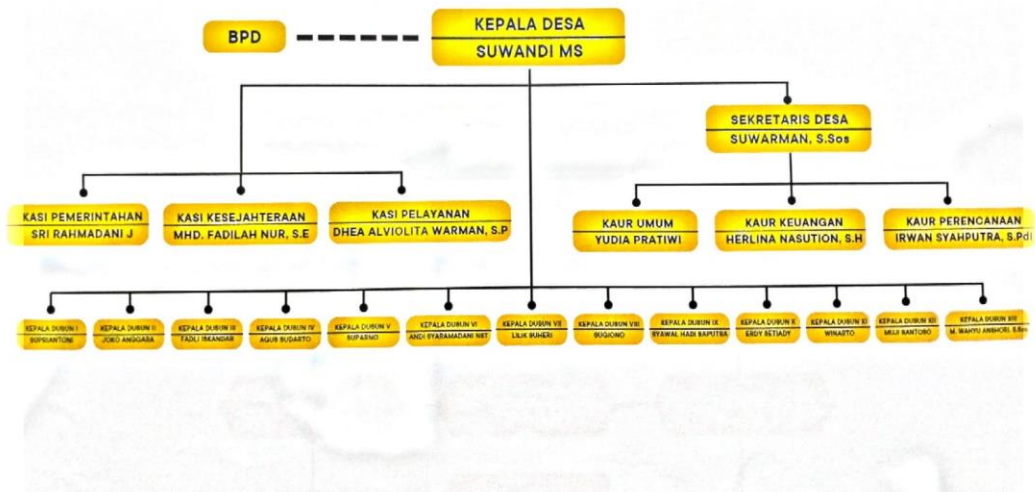 BPD
KEPALA DESA
SUWANDI MS
SEKRETARIS DESA
SUWARMAN, S.Sos
KASI PEMERINTAHAN
SRI RAHMADANI J
KASI KESEJAHTERAAN
MHD. FADILAH NUR, S.E
KASI PELAYANAN
DHEA ALVIOLITA WARMAN, S.P
KAUR UMUM
YUDIA PRATIWI
KAUR KEUANGAN
HERLINA NASUTION, S.H
KAUR PERENCANAAN
IRWAN SYAHPUTRA, S.PdI
KEPALA DUSUN I
SUPRIANTONI
KEPALA DUSUN II
JOKO ANGGARA
KEPALA DUSUN III
FADLI ISKANDAR
KEPALA DUSUN IV
AGUS SUDARTO
KEPALA DUSUN V
SUPARNO
KEPALA DUSUN VI
ANDI SYARAMADANI NST
KEPALA DUSUN VII
LILIK SUHERI
KEPALA DUSUN VIII
SUGIONO
KEPALA DUSUN IX
SYAWAL HADI SAPUTRA
KEPALA DUSUN X
ERDY SETIADY
KEPALA DUSUN XI
WINARTO
KEPALA DUSUN XII
MUJI SANTOSO
KEPALA DUSUN XIII
M. WAHYU ANSHORI, S.Sos